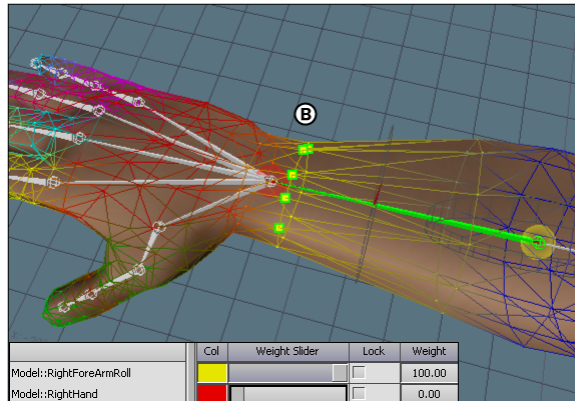 B
Col Weight Slider Lock Weight
Model::RightForeArmRoll 100.00
Model::RightHand 0.00